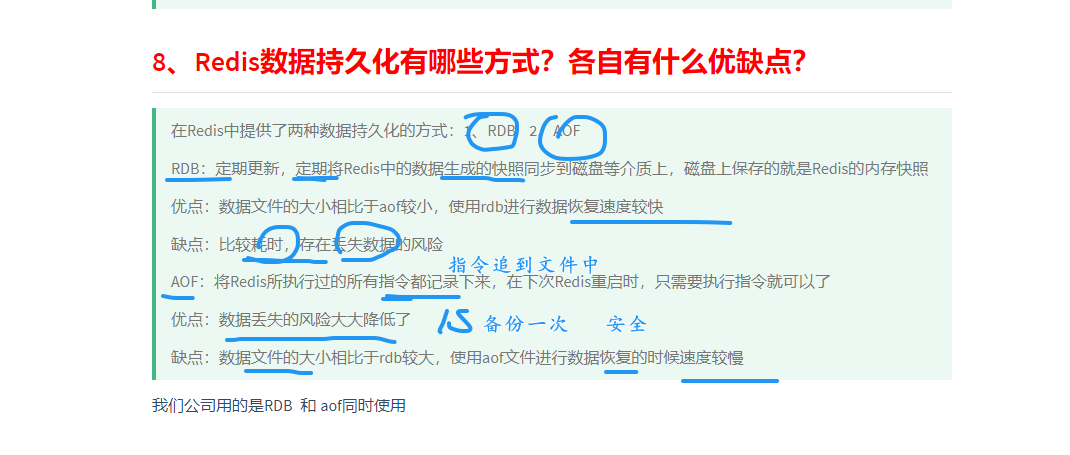 8、Redis数据持久化有哪些方式？各自有什么优缺点？
在Redis中提供了两种数据持久化的方式：1、RDB 2、AOF
RDB：定期更新，定期将Redis中的数据生成的快照同步到磁盘等介质上，磁盘上保存的就是Redis的内存快照
优点：数据文件的大小相比于aof较小，使用rdb进行数据恢复速度较快
缺点：比较耗时，存在丢失数据的风险
指令追到文件中
AOF：将Redis所执行过的所有指令都记录下来，在下次Redis重启时，只需要执行指令就可以了
优点：数据丢失的风险大大降低了 1S 备份一次 安全
缺点：数据文件的大小相比于rdb较大，使用aof文件进行数据恢复的时候速度较慢
我们公司用的是RDB 和 aof同时使用